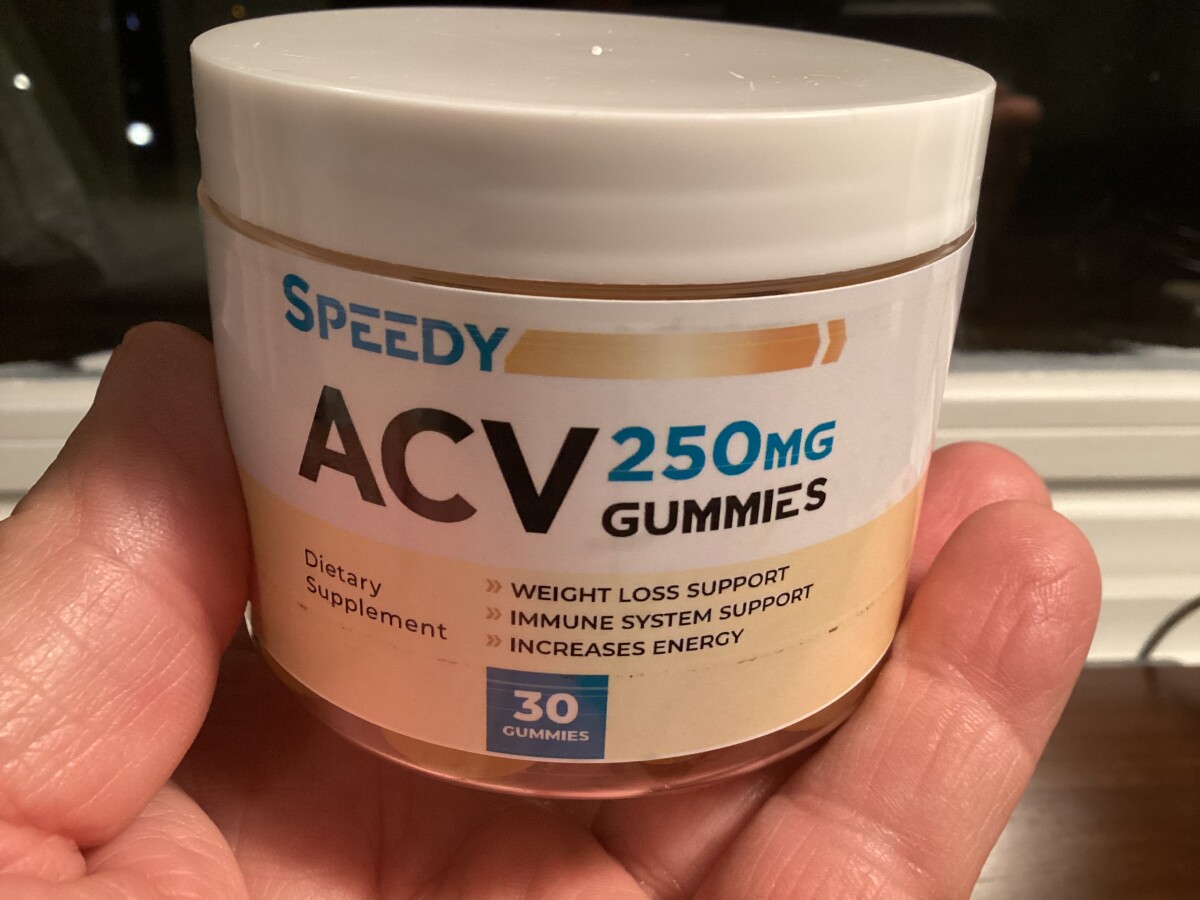 SPEEDY
ACV 250MG
GUMMIES
Dietary
Supplement
» WEIGHT LOSS SUPPORT
» IMMUNE SYSTEM SUPPORT
» INCREASES ENERGY
30
GUMMIES